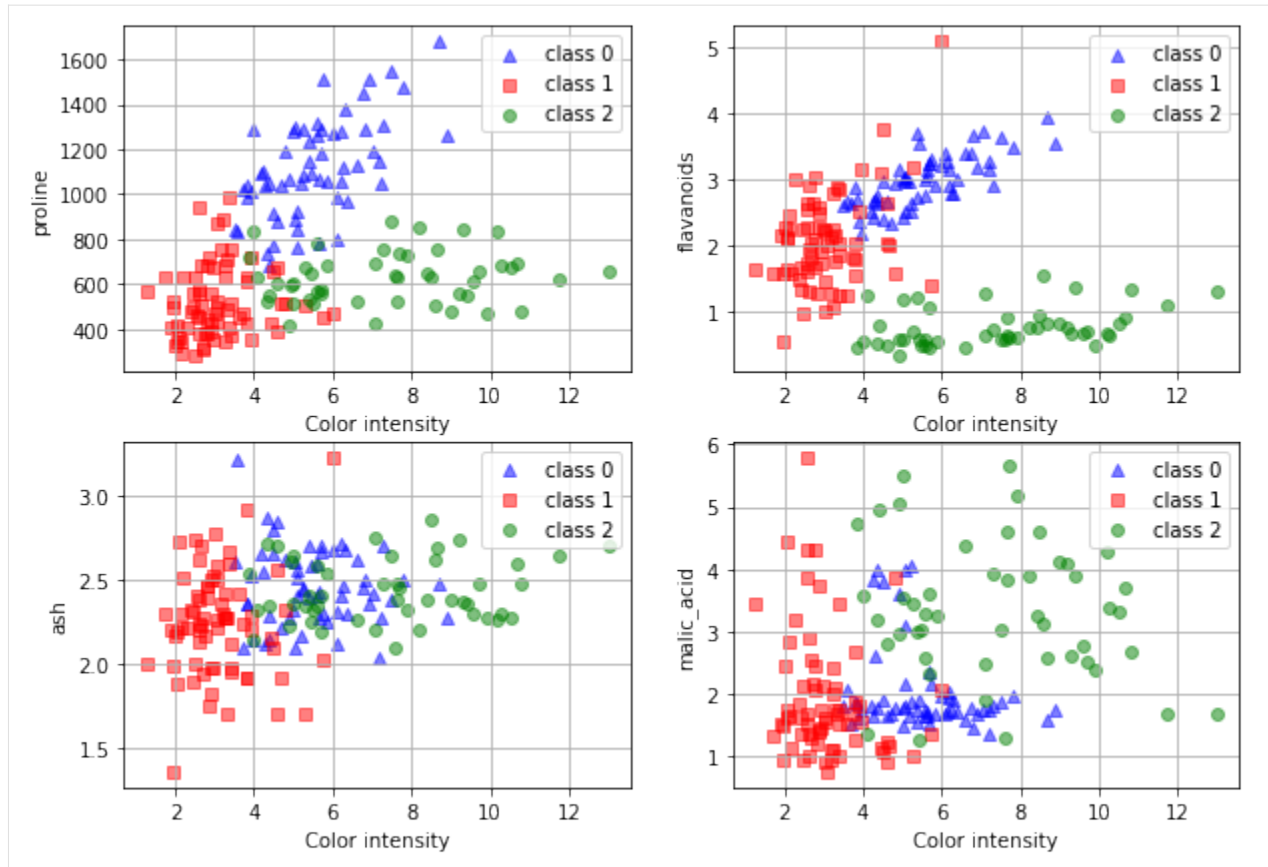 1600
1400
1200
1000
800
600
400
proline
class 0
class 1
class 2
2 4 6 8 10 12
Color intensity
5
4
3
2
1
flavanoids
class 0
class 1
class 2
2 4 6 8 10 12
Color intensity
3.0
2.5
2.0
1.5
ash
class 0
class 1
class 2
2 4 6 8 10 12
Color intensity
6
5
4
3
2
1
malic_acid
class 0
class 1
class 2
2 4 6 8 10 12
Color intensity